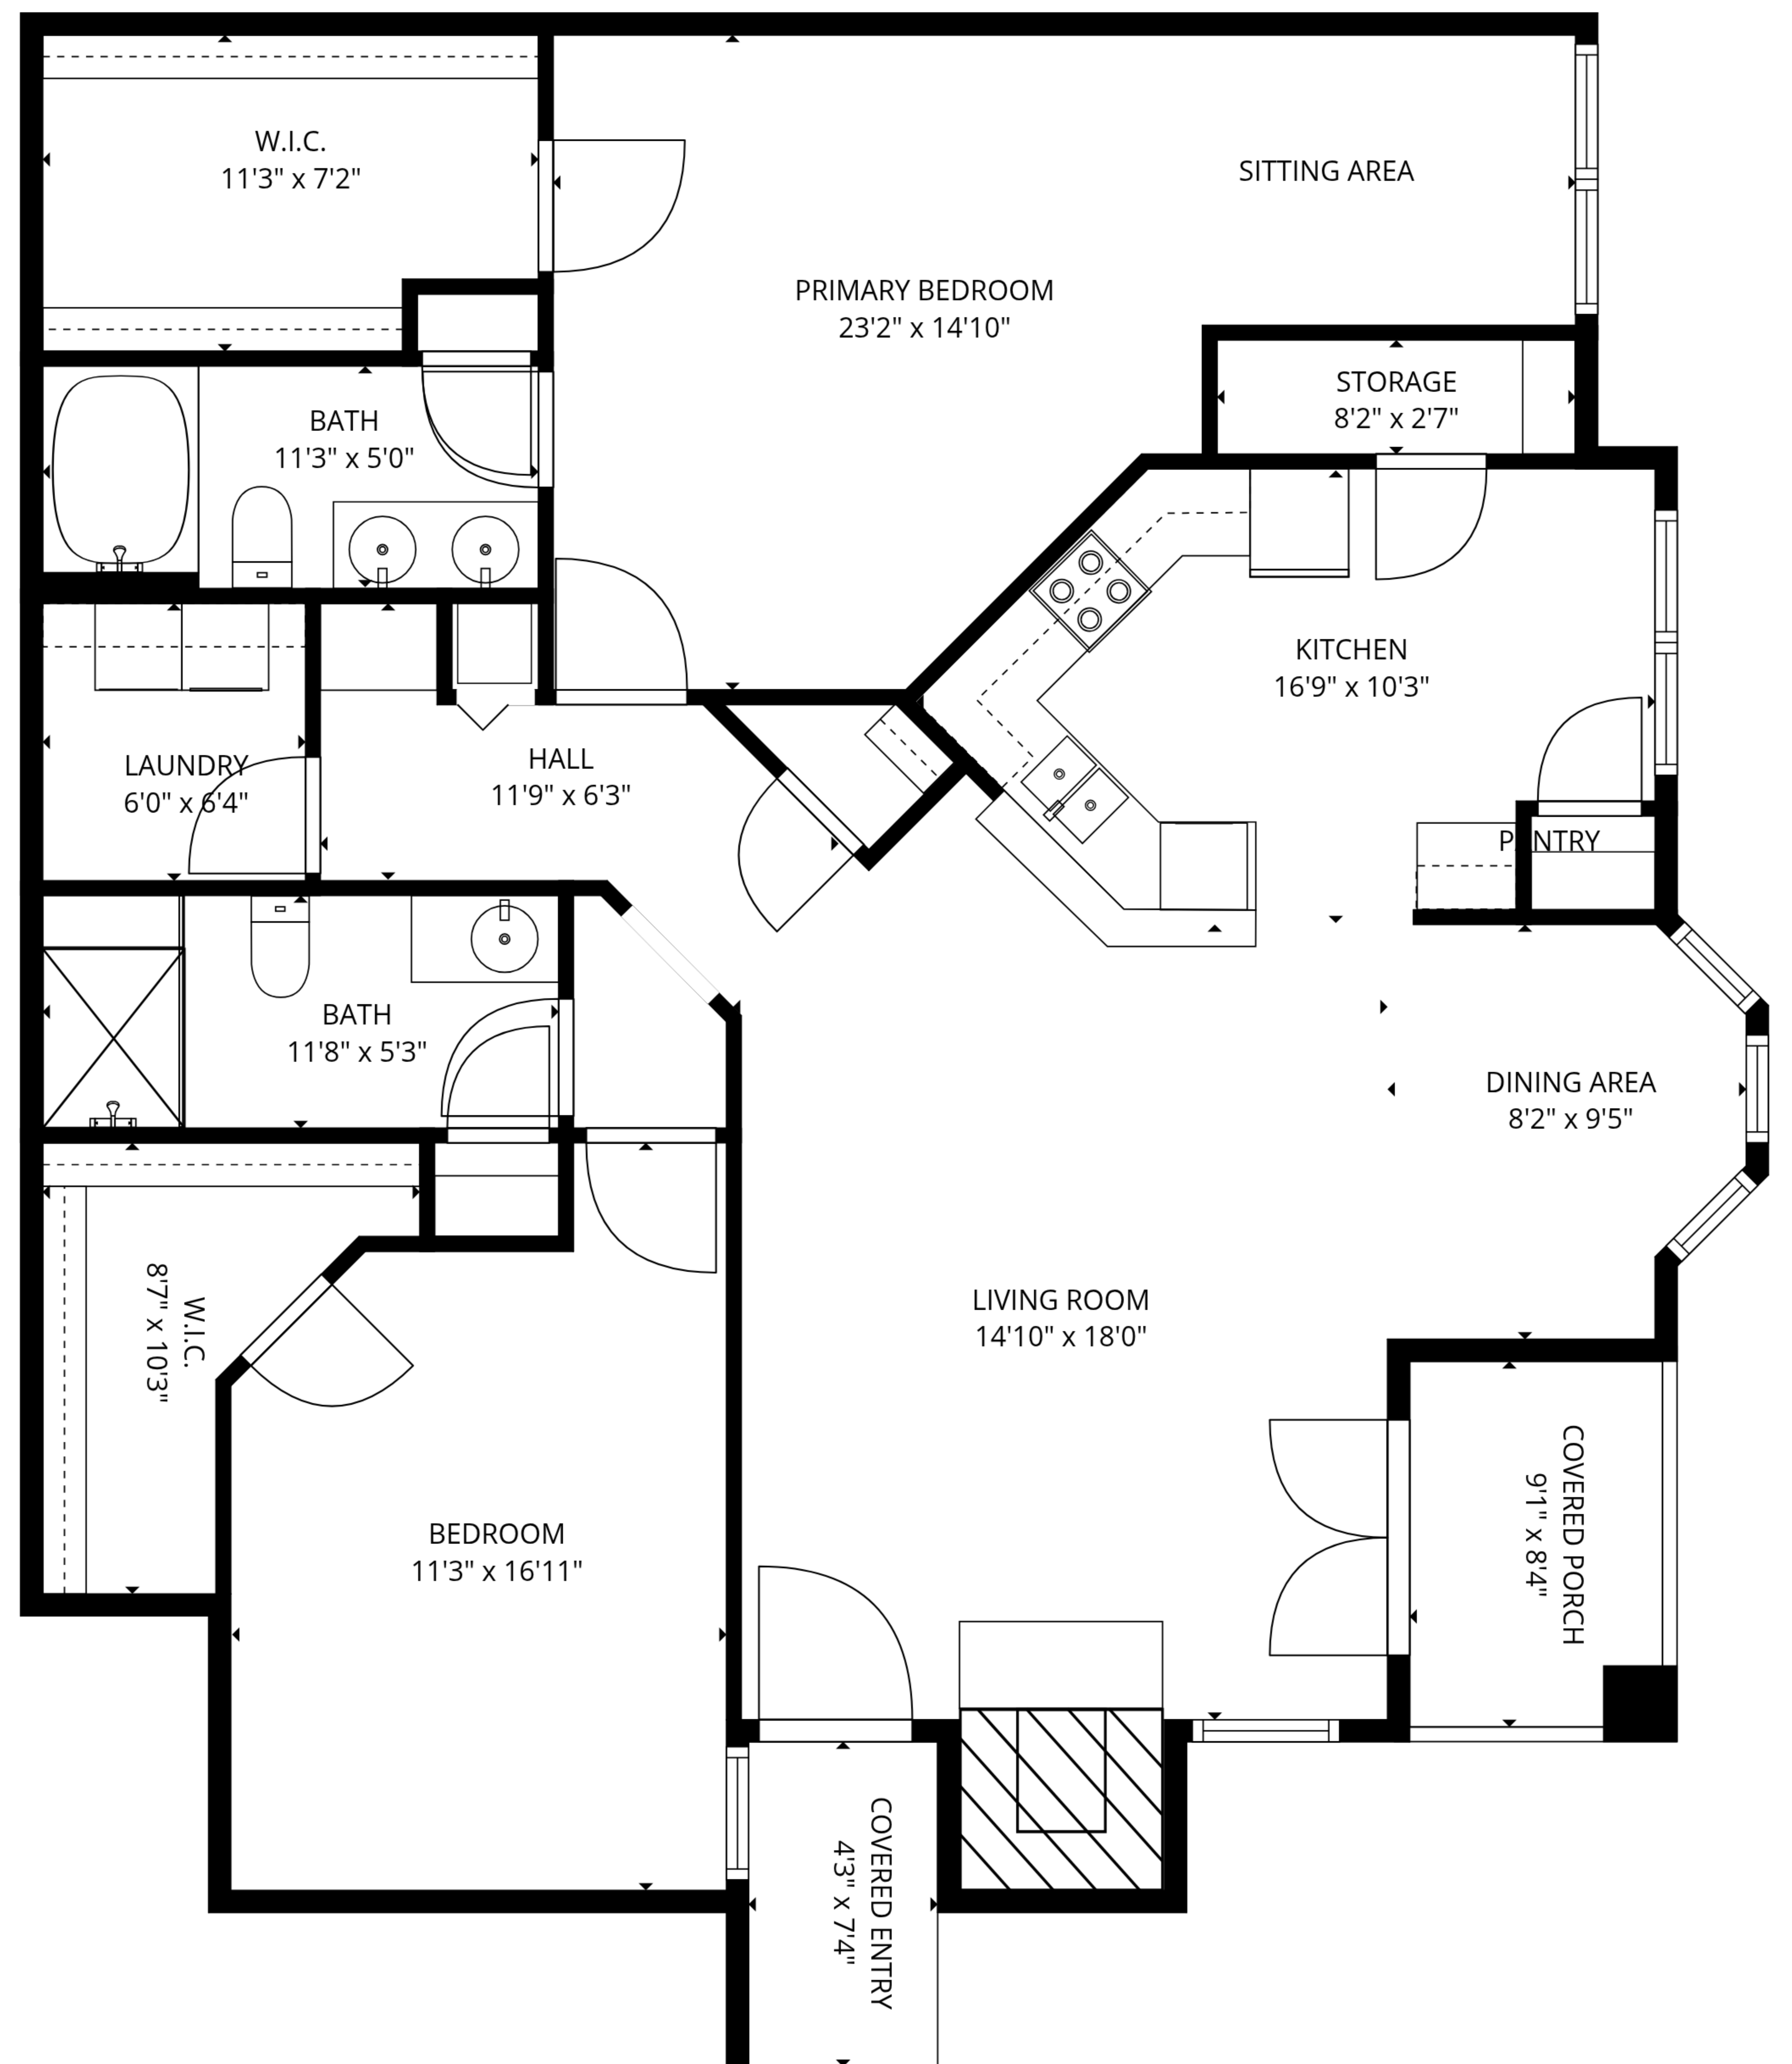 W.I.C.
11'3" x 7'2"
SITTING AREA
PRIMARY BEDROOM
23'2" x 14'10"
STORAGE
8'2" x 2'7"
BATH
11'3" x 5'0"
KITCHEN
16'9" x 10'3"
LAUNDRY
6'0" x 6'4"
HALL
11'9" x 6'3"
PANTRY
BATH
11'8" x 5'3"
DINING AREA
8'2" x 9'5"
W.I.C.
8'7" x 10'3"
LIVING ROOM
14'10" x 18'0"
BEDROOM
11'3" x 16'11"
COVERED PORCH
9'1" x 8'4"
COVERED ENTRY
4'3" x 7'4"